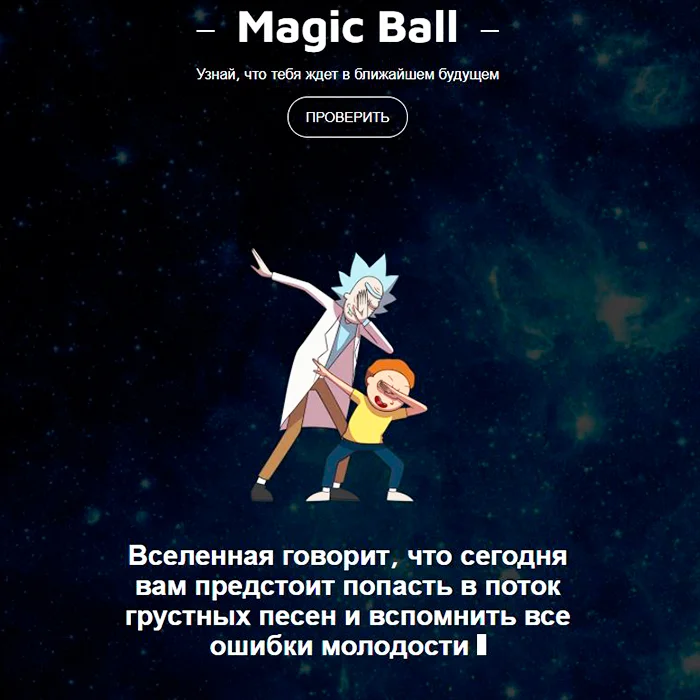 – Magic Ball –
Узнай, что тебя ждет в ближайшем будущем
ПРОВЕРИТЬ
Вселенная говорит, что сегодня
вам предстоит попасть в поток
грустных песен и вспомнить все
ошибки молодости